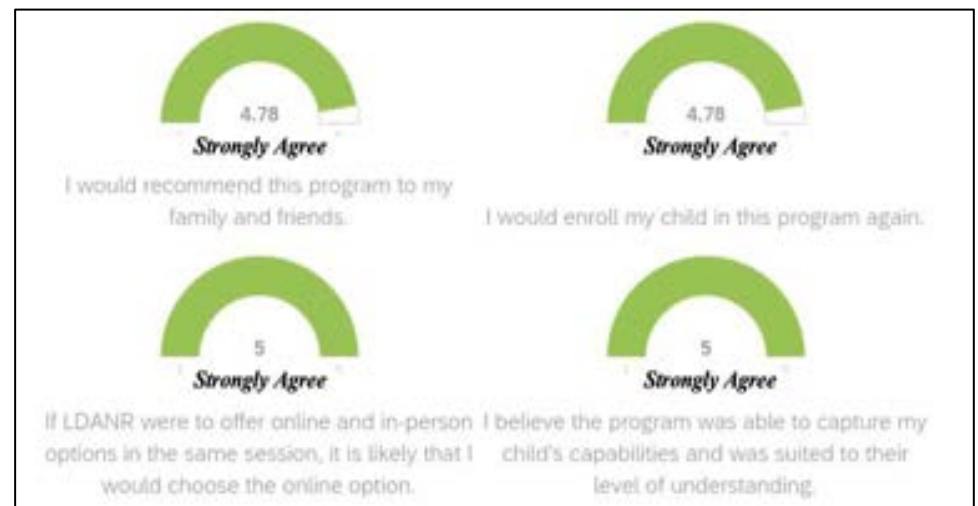 4.78
Strongly Agree
I would recommend this program to my
family and friends.
4.78
Strongly Agree
I would enroll my child in this program again.
5
Strongly Agree
If LDANR were to offer online and in-person
options in the same session, it is likely that I
would choose the online option.
5
Strongly Agree
I believe the program was able to capture my
child's capabilities and was suited to their
level of understanding.